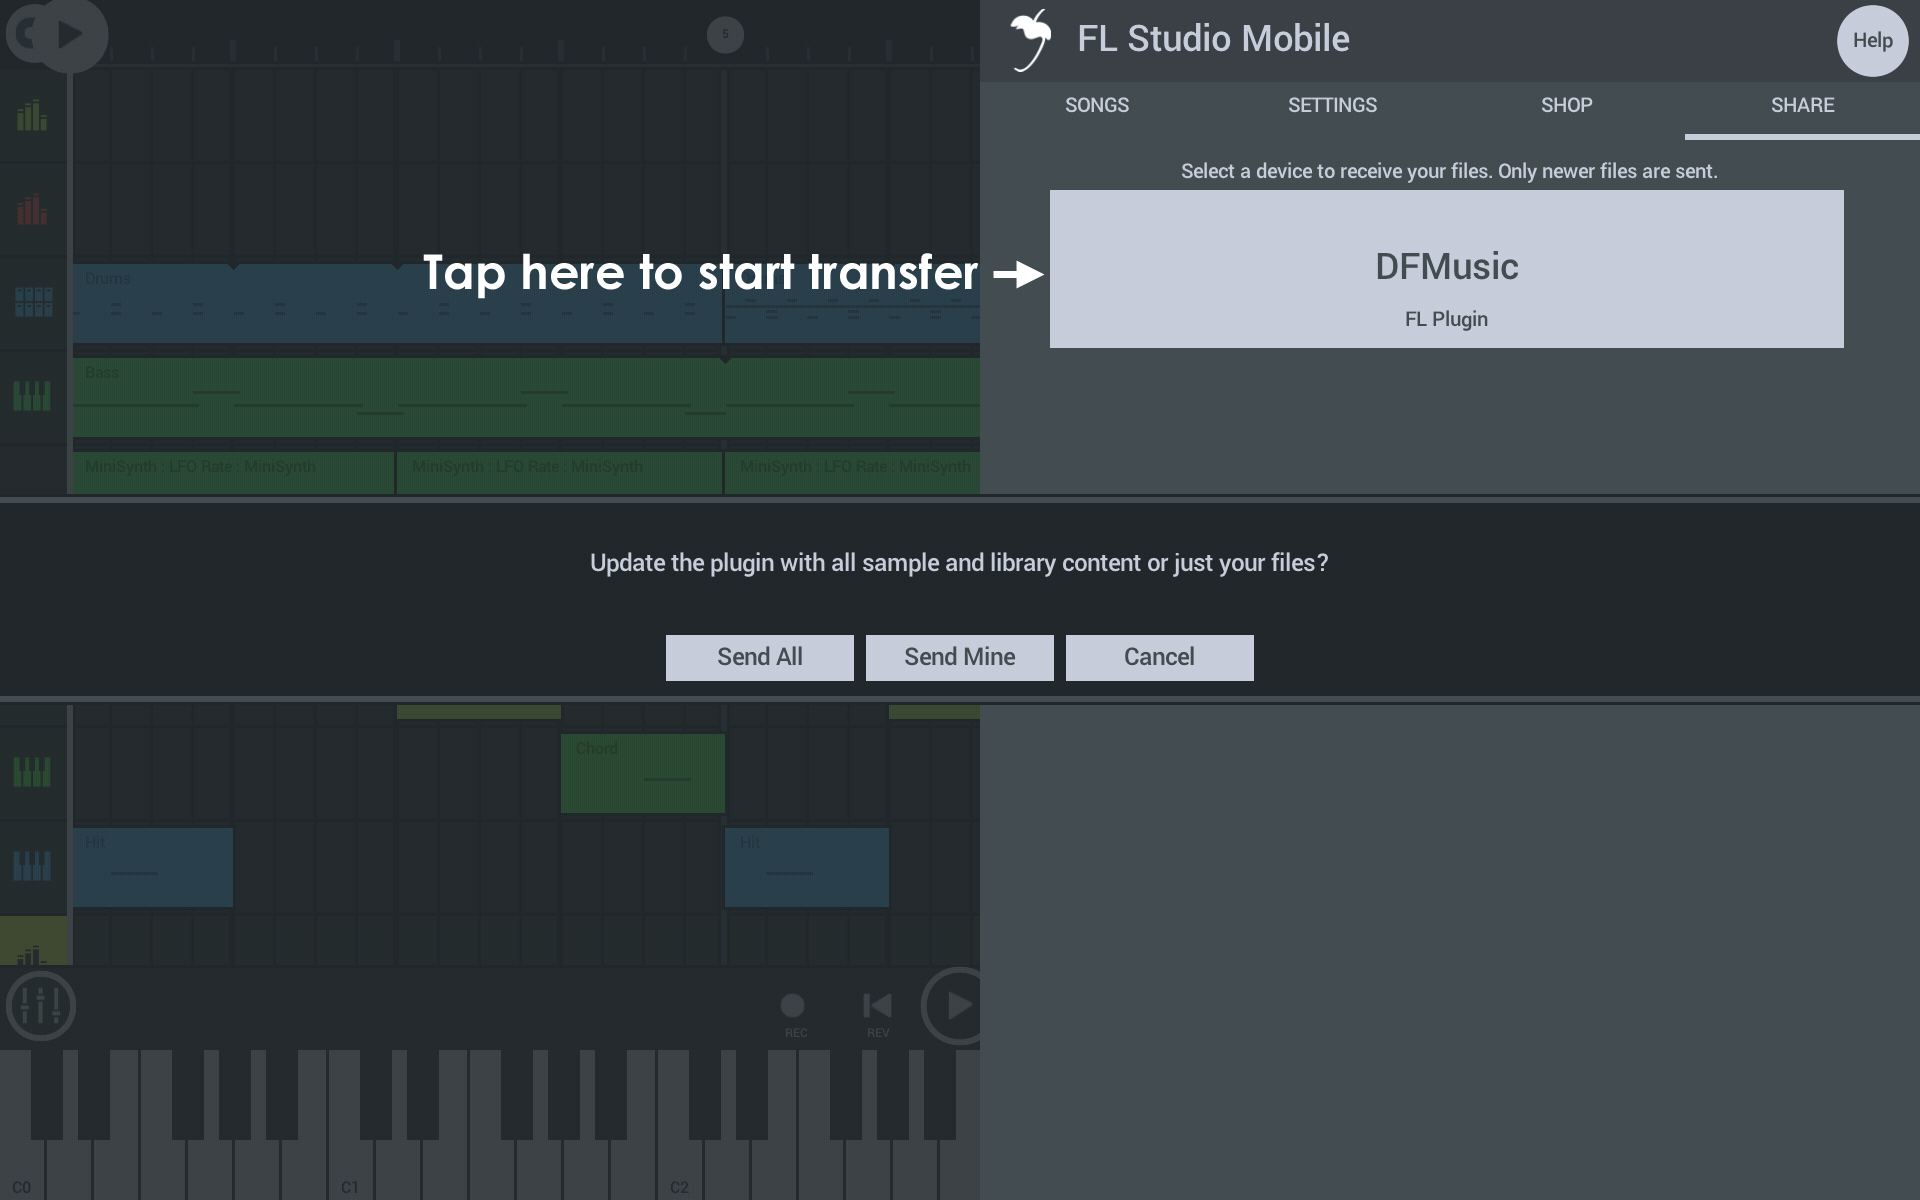 5
FL Studio Mobile
Help
SONGS
SETTINGS
SHOP
SHARE
Select a device to receive your files. Only newer files are sent.
Drums
Tap here to start transfer
DFMusic
FL Plugin
Bass
MiniSynth : LFO Rate : MiniSynth
MiniSynth : LFO Rate : MiniSynth
MiniSynth : LFO Rate : MiniSynth
Update the plugin with all sample and library content or just your files?
Send All
Send Mine
Cancel
Chord
Hit
Hit
REC
REV
C0
C1
C2